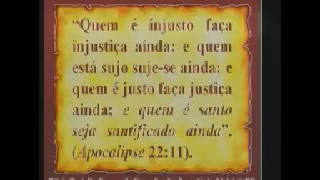 “Quem é injusto faça
injustiça ainda: e quem
está sujo suje-se ainda: e
quem é justo faça justiça
ainda; e quem é santo
seja santificado ainda”.
(Apocalipse 22:11).